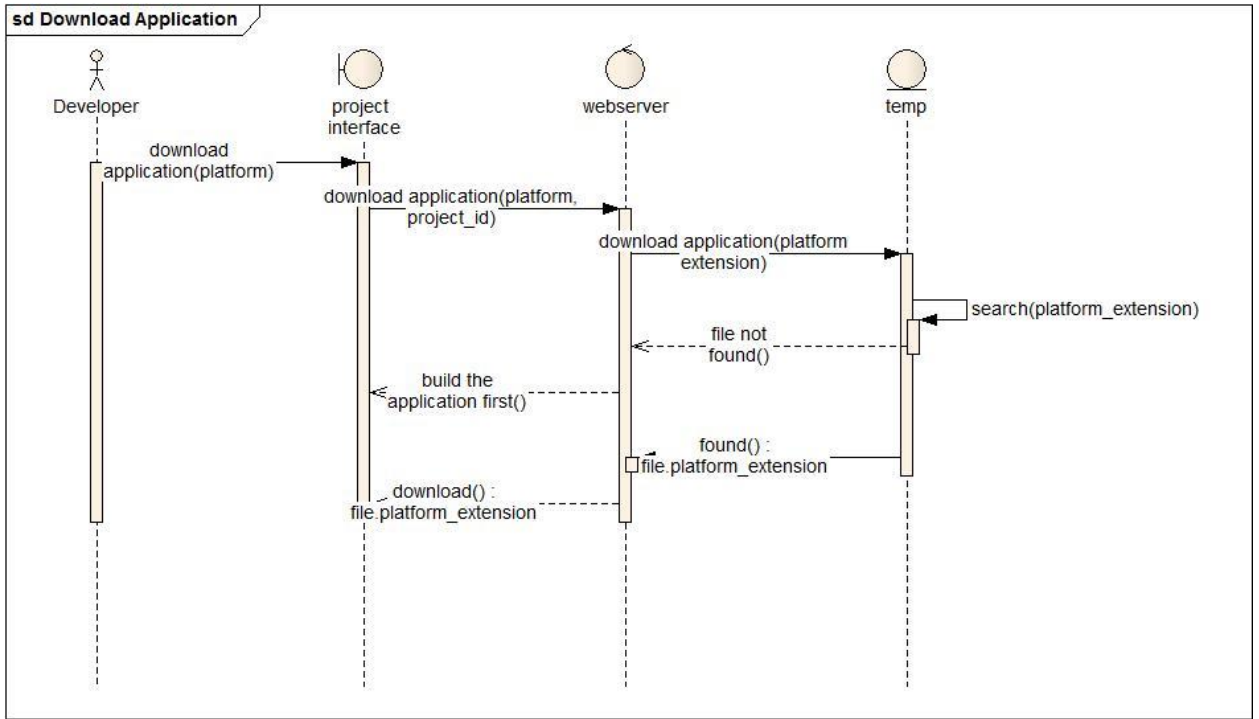 sd Download Application
Developer
project
interface
webserver
temp
download
application(platform)
download application(platform,
project_id)
download application(platform
extension)
search(platform_extension)
file not
found()
build the
application first()
found() :
file.platform_extension
download() :
file.platform_extension